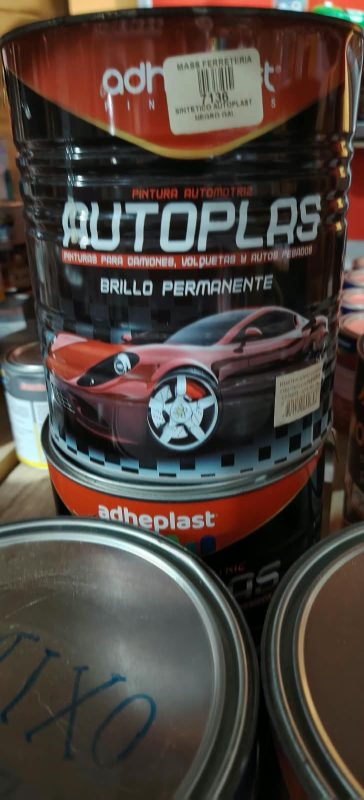 MASS FERRETERIA
7136
SINTETICO AUTOPLAST
NEGRO GAL
adheplast
PINTURA AUTOMOTRIZ
AUTOPLAS
PINTURAS PARA CAMIONES, VOLQUETAS Y AUTOS PESADOS
BRILLO PERMANENTE
adheplast